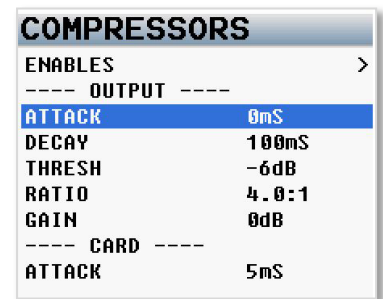 COMPRESSORS
ENABLES >
---- OUTPUT ----
ATTACK 0mS
DECAY 100mS
THRESH -6dB
RATIO 4.0:1
GAIN 0dB
---- CARD ----
ATTACK 5mS